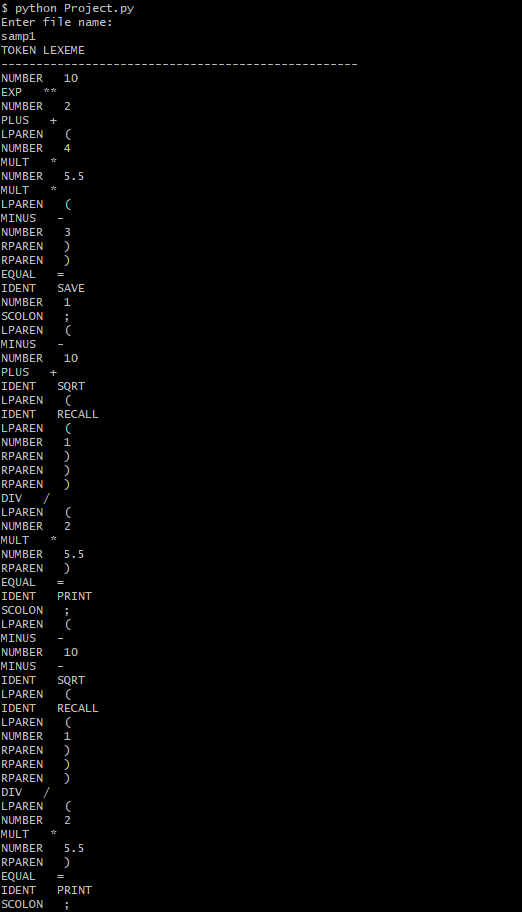 $ python Project.py
Enter file name:
samp1
TOKEN LEXEME
---------------------------------------------------
NUMBER   10
EXP   **
NUMBER   2
PLUS   +
LPAREN   (
NUMBER   4
MULT   *
NUMBER   5.5
MULT   *
LPAREN   (
MINUS   -
NUMBER   3
RPAREN   )
RPAREN   )
EQUAL   =
IDENT   SAVE
NUMBER   1
SCOLON   ;
LPAREN   (
MINUS   -
NUMBER   10
PLUS   +
IDENT   SQRT
LPAREN   (
IDENT   RECALL
LPAREN   (
NUMBER   1
RPAREN   )
RPAREN   )
RPAREN   )
DIV   /
LPAREN   (
NUMBER   2
MULT   *
NUMBER   5.5
RPAREN   )
EQUAL   =
IDENT   PRINT
SCOLON   ;
LPAREN   (
MINUS   -
NUMBER   10
MINUS   -
IDENT   SQRT
LPAREN   (
IDENT   RECALL
LPAREN   (
NUMBER   1
RPAREN   )
RPAREN   )
RPAREN   )
DIV   /
LPAREN   (
NUMBER   2
MULT   *
NUMBER   5.5
RPAREN   )
EQUAL   =
IDENT   PRINT
SCOLON   ;